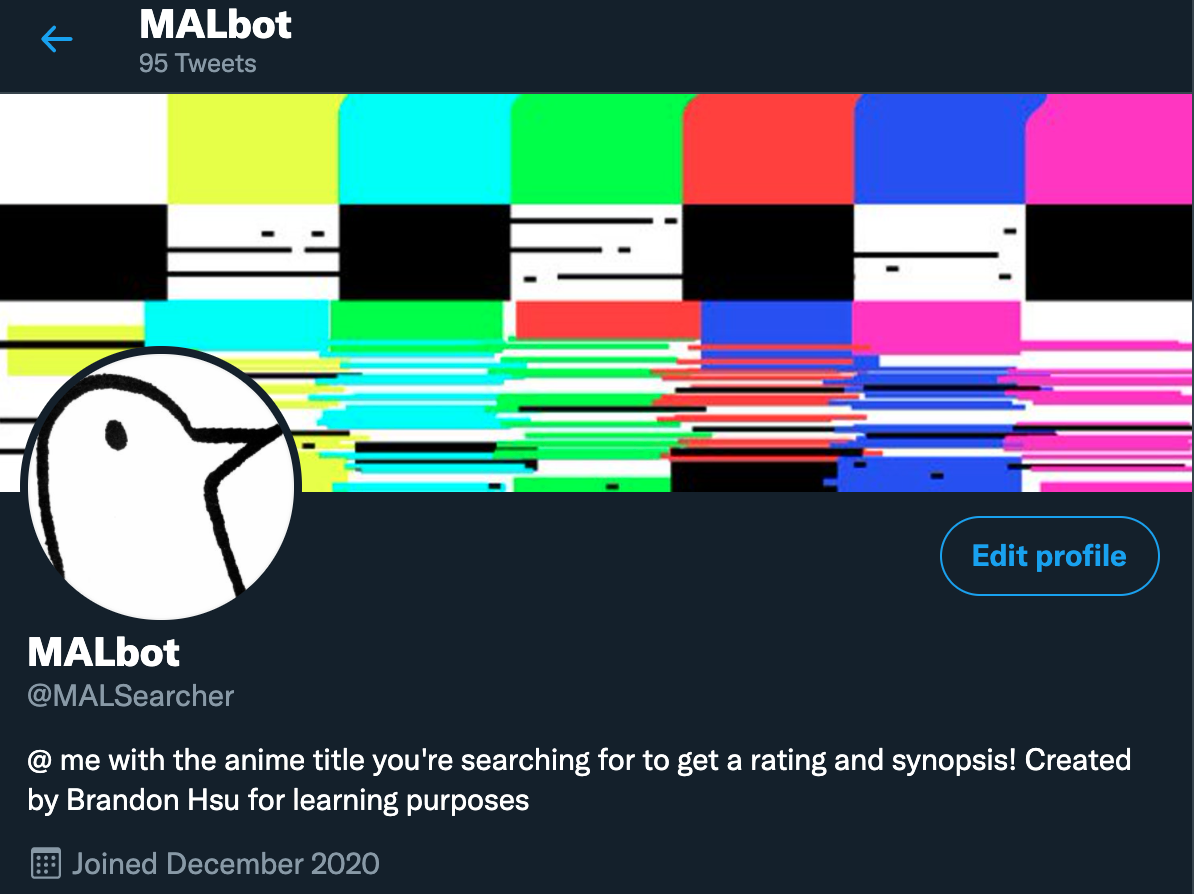 MALbot
95 Tweets
Edit profile
MALbot
@MALSearcher
@ me with the anime title you're searching for to get a rating and synopsis! Created
by Brandon Hsu for learning purposes
Joined December 2020